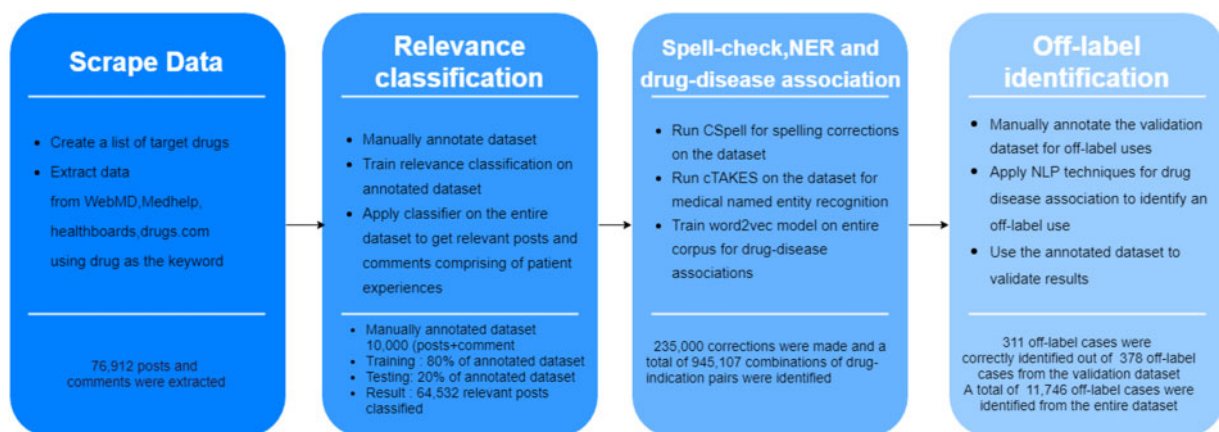 Scrape Data
• Create a list of target drugs
• Extract data
from WebMD,Medhelp,
healthboards,drugs.com
using drug as the keyword
76,912 posts and
comments were extracted
Relevance
classification
• Manually annotate dataset
• Train relevance classification on
annotated dataset
• Apply classifier on the entire
dataset to get relevant posts and
comments comprising of patient
experiences
• Manually annotated dataset
10,000 (posts+comment
• Training : 80% of annotated dataset
• Testing: 20% of annotated dataset
• Result : 64,532 relevant posts
classified
Spell-check,NER and
drug-disease association
• Run CSpell for spelling corrections
on the dataset
• Run cTAKES on the dataset for
medical named entity recognition
• Train word2vec model on entire
corpus for drug-disease
associations
235,000 corrections were made and a
total of 945,107 combinations of drug-
indication pairs were identified
Off-label
identification
• Manually annotate the validation
dataset for off-label uses
• Apply NLP techniques for drug
disease association to identify an
off-label use
• Use the annotated dataset to
validate results
311 off-label cases were
correctly identified out of 378 off-label
cases from the validation dataset
A total of 11,746 off-label cases were
identified from the entire dataset